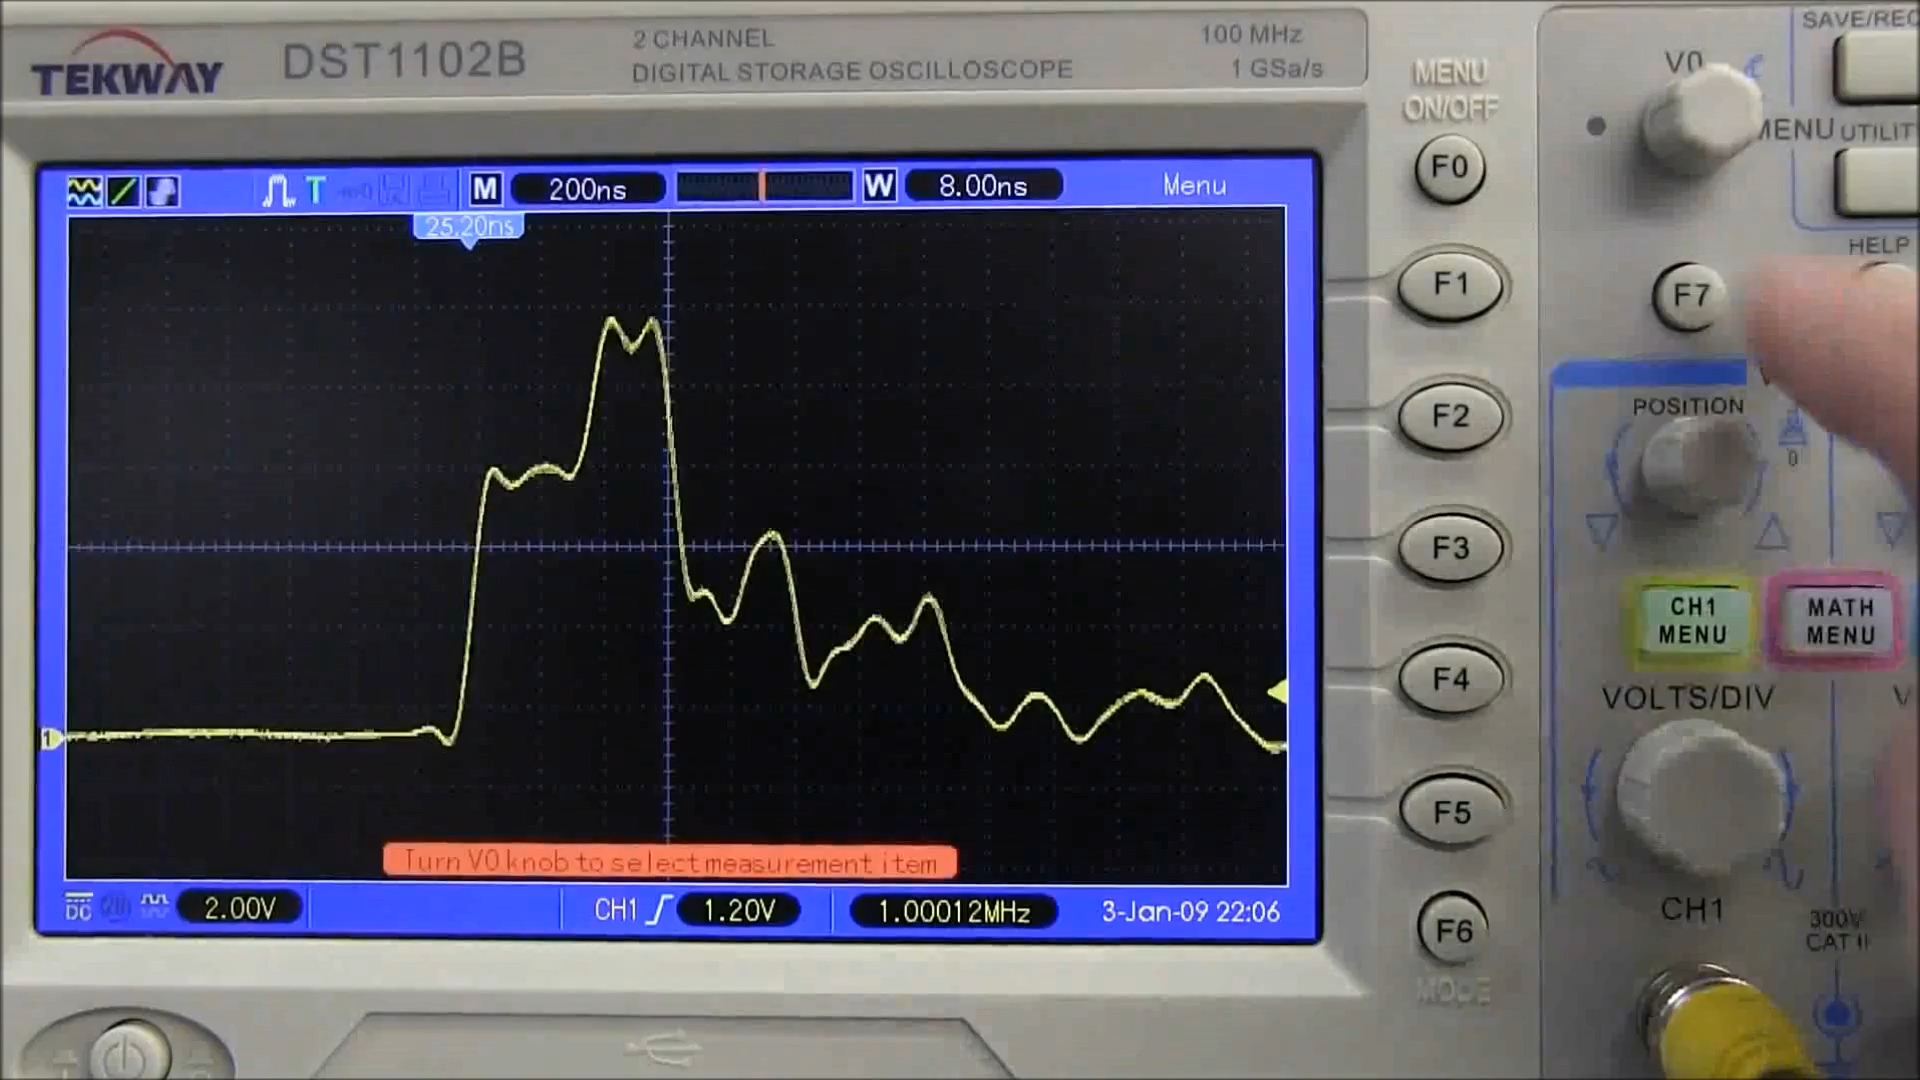 TEKWAY
DST1102B
2 CHANNEL
DIGITAL STORAGE OSCILLOSCOPE
100 MHz
1 GSa/s
MENU
ON/OFF
F0
F1
F2
F3
F4
F5
F6
MODE
M
200ns
W
8.00ns
Menu
T
25.20ns
1
Turn V0 knob to select measurement item
DC
2.00V
CH1
1.20V
1.00012MHz
3-Jan-09 22:06
V0
SAVE/REC
MENU
UTILIT
HELP
F7
POSITION
0
CH1
MENU
MATH
MENU
VOLTS/DIV
V
CH1
300V
CAT II